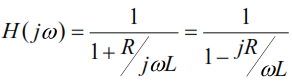 H(jω) = 1 / (1 + R/jωL) = 1 / (1 − jR/ωL)